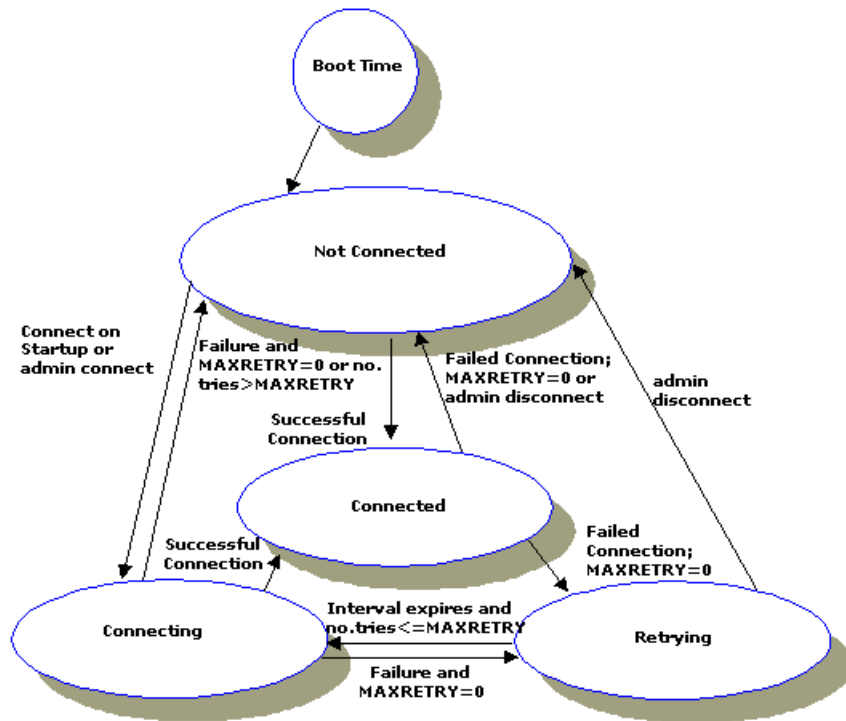 Boot Time
Not Connected
Connect on
Startup or
admin connect
Failure and
MAXRETRY=0 or no.
tries>MAXRETRY
Failed Connection;
MAXRETRY=0 or
admin disconnect
admin
disconnect
Successful
Connection
Connected
Successful
Connection
Failed
Connection;
MAXRETRY=0
Connecting
Interval expires and
no.tries<=MAXRETRY
Retrying
Failure and
MAXRETRY=0